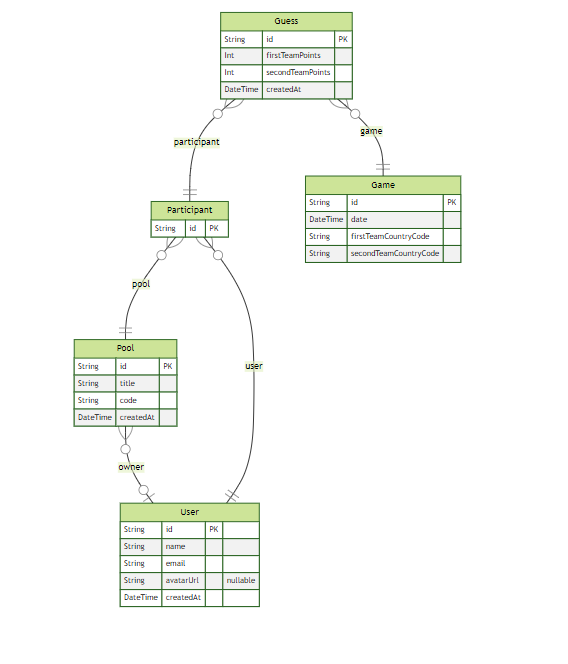 Guess
String id PK
Int firstTeamPoints
Int secondTeamPoints
DateTime createdAt
participant
game
Game
String id PK
DateTime date
String firstTeamCountryCode
String secondTeamCountryCode
Participant
String id PK
pool
user
Pool
String id PK
String title
String code
DateTime createdAt
owner
User
String id PK
String name
String email
String avatarUrl nullable
DateTime createdAt